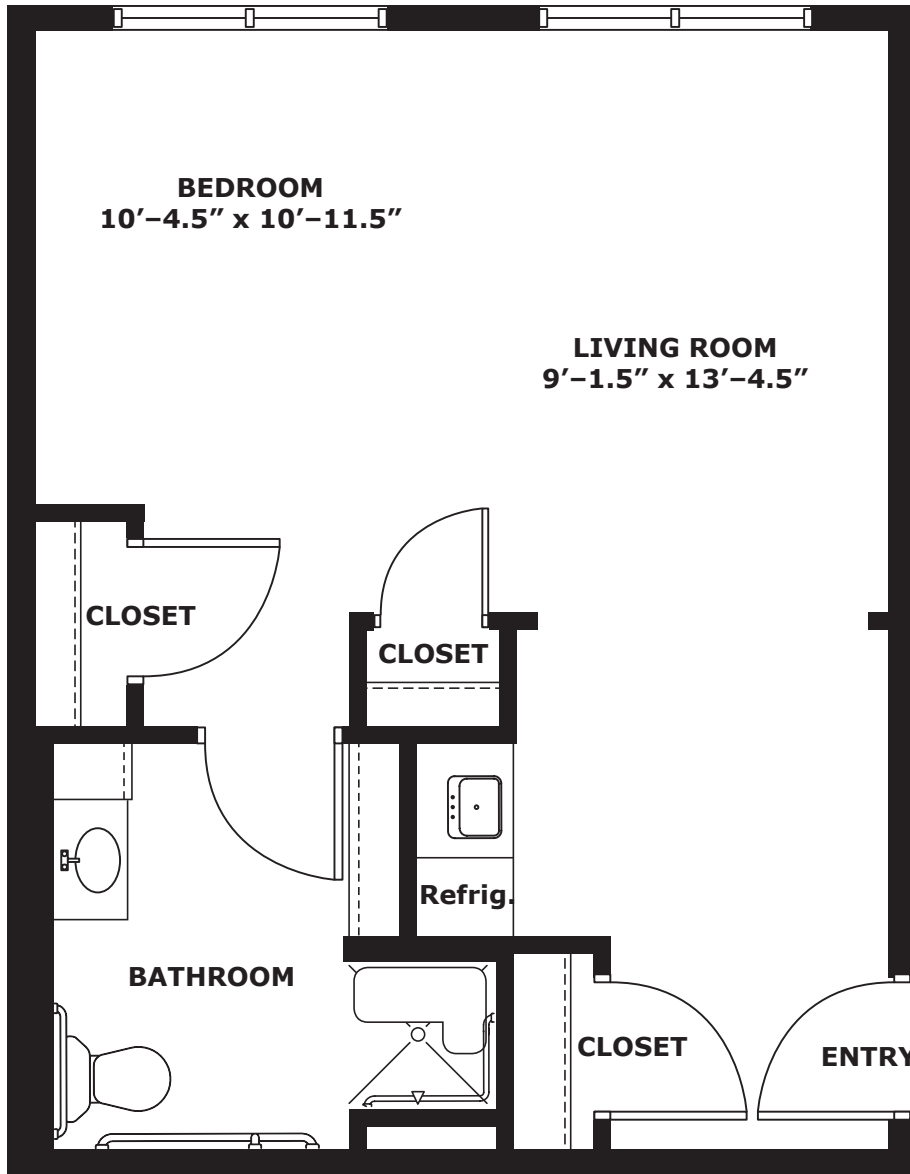 BEDROOM
10’–4.5” x 10’–11.5”
LIVING ROOM
9’–1.5” x 13’–4.5”
CLOSET
CLOSET
Refrig.
BATHROOM
CLOSET
ENTRY